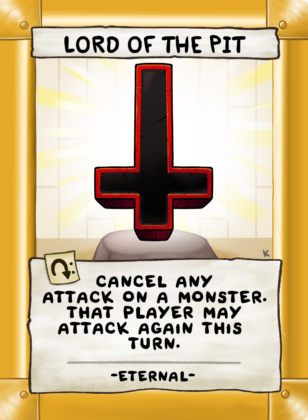 LORD OF THE PIT
K
CANCEL ANY
ATTACK ON A MONSTER.
THAT PLAYER MAY
ATTACK AGAIN THIS
TURN.
-ETERNAL-